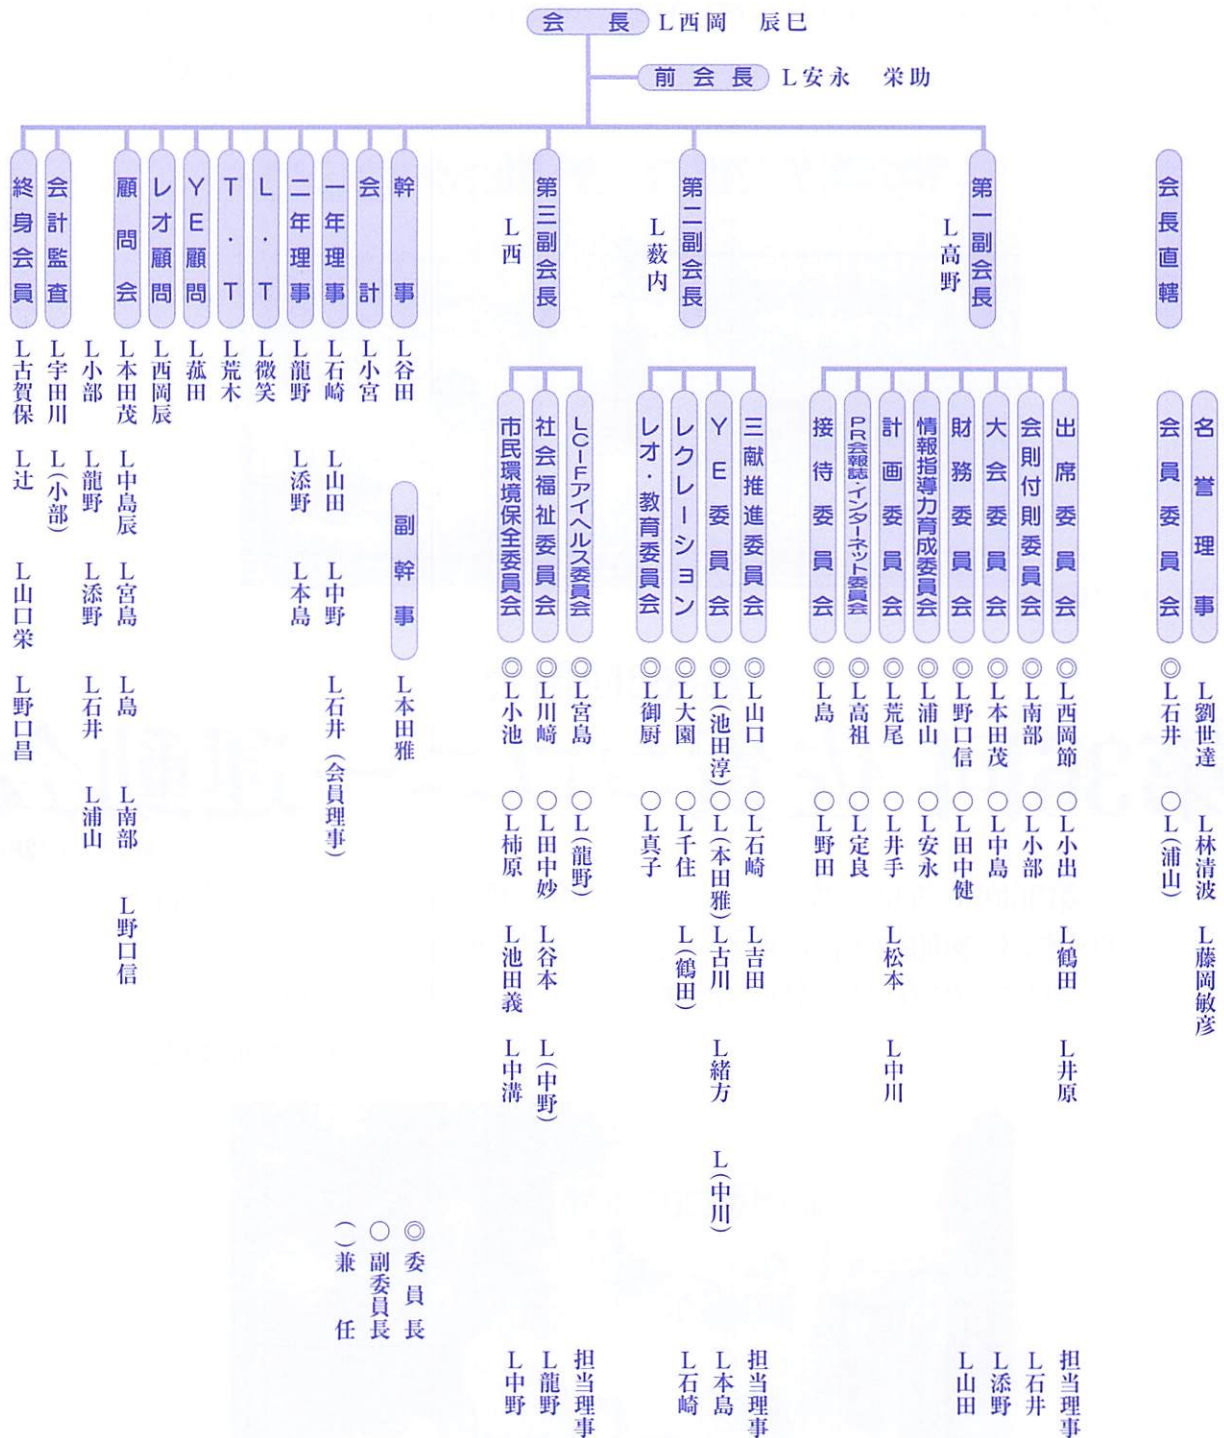 会長 L西岡 辰巳
前会長 L安永 栄助
会長直轄
名誉理事 L劉世達 L林清波 L藤岡敏彦
会員委員会 ◎L石井 ○L(浦山)
第一副会長 L高野
出席委員会 ◎L西岡節 ○L小出 L鶴田 L井原
会則付則委員会 ◎L南部 ○L小部
大会委員会 ◎L本田茂 ○L中島
財務委員会 ◎L野口信 ○L田中健
情報指導力育成委員会 ◎L浦山 ○L安永
計画委員会 ◎L荒尾 ○L井手 L松本 L中川
PR会報誌・インターネット委員会 ◎L高祖 ○L定良
接待委員会 ◎L島 ○L野田
担当理事
L石井
L添野
L山田
第二副会長 L薮内
三献推進委員会 ◎L山口 ○L石崎 L吉田
YE委員会 ◎L(池田淳) ○L(本田雅) L古川 L緒方 L(中川)
レクレーション ◎L大園 ○L千住 L(鶴田)
レオ・教育委員会 ◎L御厨 ○L真子
担当理事
L本島
L石崎
第三副会長 L西
LCIFアイヘルス委員会 ◎L宮島 ○L(龍野)
社会福祉委員会 ◎L川﨑 ○L田中妙 L谷本 L(中野)
市民環境保全委員会 ◎L小池 ○L柿原 L池田義 L中溝
担当理事
L龍野
L中野
幹事 L谷田 副幹事 L本田雅
会計 L小宮
一年理事 L石崎 L山田 L中野 L石井(会員理事)
二年理事 L龍野 L添野 L本島
L・T L微笑
T・T L荒木
YE顧問 L菰田
レオ顧問 L西岡辰
顧問会 L本田茂 L中島辰 L宮島 L島 L南部 L野口信
L小部 L龍野 L添野 L石井 L浦山
会計監査 L宇田川 L(小部)
終身会員 L古賀保 L辻 L山口栄 L野口昌
◎委員長
○副委員長
( )兼任